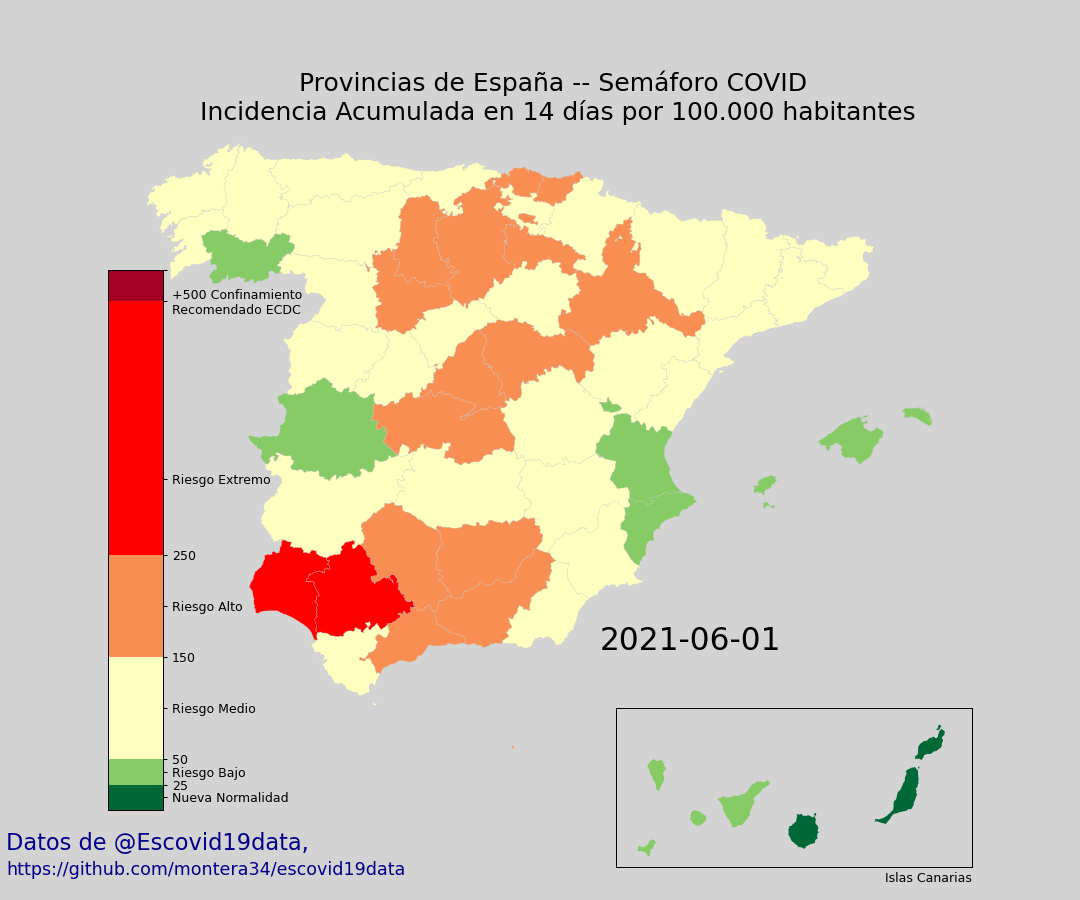 Provincias de España -- Semáforo COVID
Incidencia Acumulada en 14 días por 100.000 habitantes
+500 Confinamiento
Recomendado ECDC
Riesgo Extremo
250
Riesgo Alto
150
Riesgo Medio
50
Riesgo Bajo
25
Nueva Normalidad
2021-06-01
Islas Canarias
Datos de @Escovid19data,
https://github.com/montera34/escovid19data